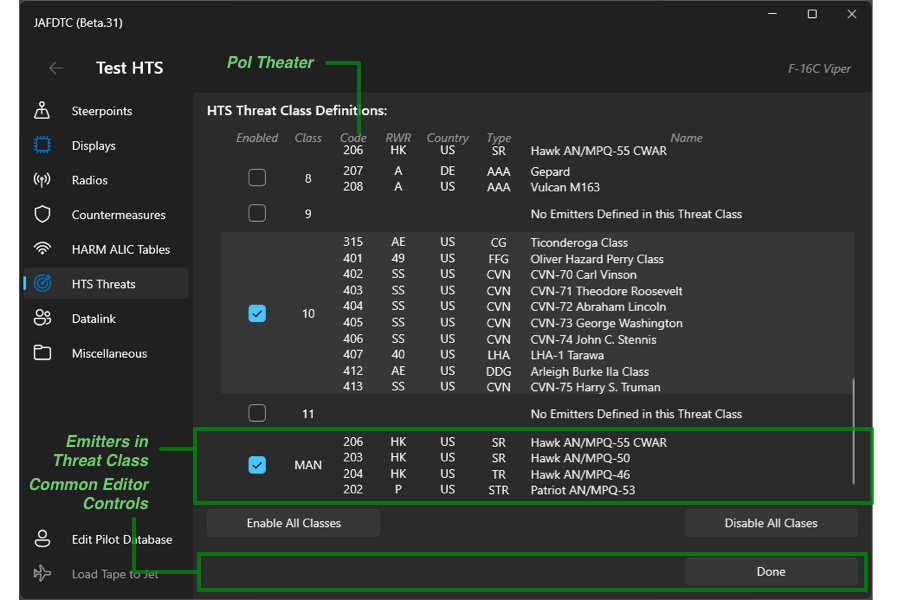 JAFDTC (Beta.31)
Test HTS
PoI Theater
F-16C Viper
Steerpoints
Displays
Radios
Countermeasures
HARM ALIC Tables
HTS Threats
Datalink
Miscellaneous
HTS Threat Class Definitions:
Enabled Class Code RWR Country Type Name
206 HK US SR Hawk AN/MPQ-55 CWAR
8
207 A DE AAA Gepard
208 A US AAA Vulcan M163
9 No Emitters Defined in this Threat Class
10
315 AE US CG Ticonderoga Class
401 49 US FFG Oliver Hazard Perry Class
402 SS US CVN CVN-70 Carl Vinson
403 SS US CVN CVN-71 Theodore Roosevelt
404 SS US CVN CVN-72 Abraham Lincoln
405 SS US CVN CVN-73 George Washington
406 SS US CVN CVN-74 John C. Stennis
407 40 US LHA LHA-1 Tarawa
412 AE US DDG Arleigh Burke IIa Class
413 SS US CVN CVN-75 Harry S. Truman
11 No Emitters Defined in this Threat Class
MAN
206 HK US SR Hawk AN/MPQ-55 CWAR
203 HK US SR Hawk AN/MPQ-50
204 HK US TR Hawk AN/MPQ-46
202 P US STR Patriot AN/MPQ-53
Emitters in
Threat Class
Common Editor
Controls
Enable All Classes
Disable All Clases
Edit Pilot Database
Load Tape to Jet
Done